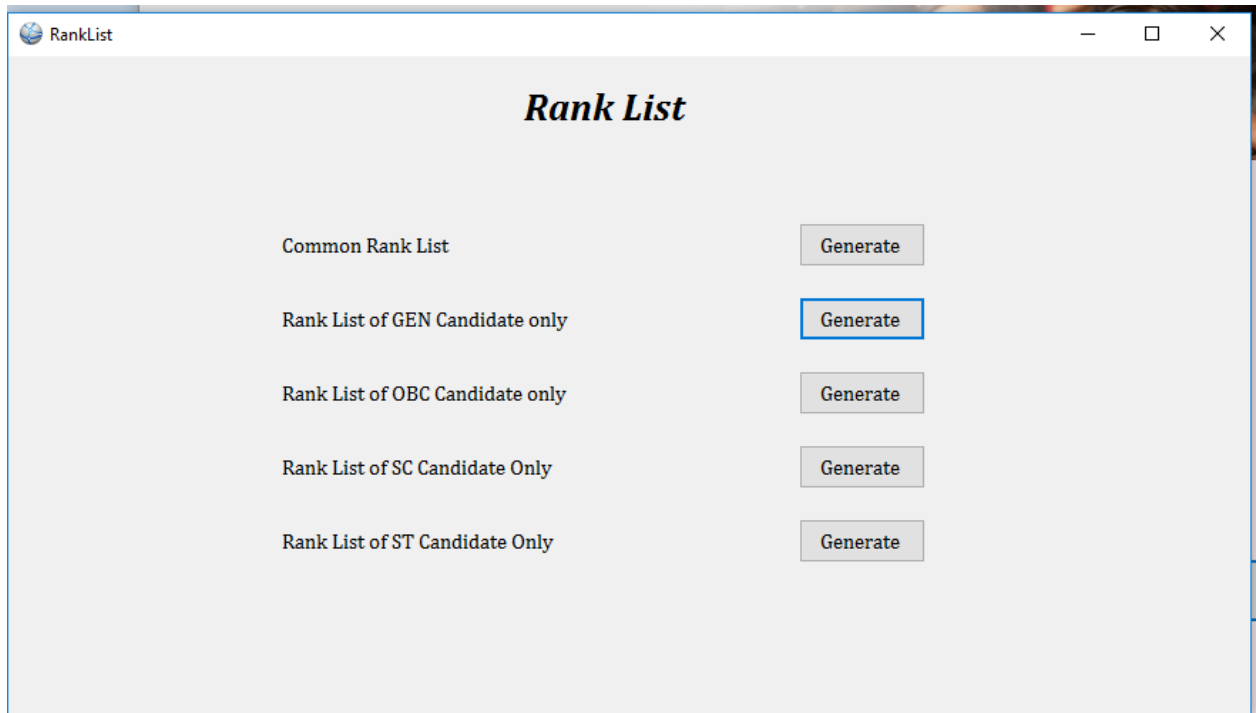 RankList
Rank List
Common Rank List Generate
Rank List of GEN Candidate only Generate
Rank List of OBC Candidate only Generate
Rank List of SC Candidate Only Generate
Rank List of ST Candidate Only Generate